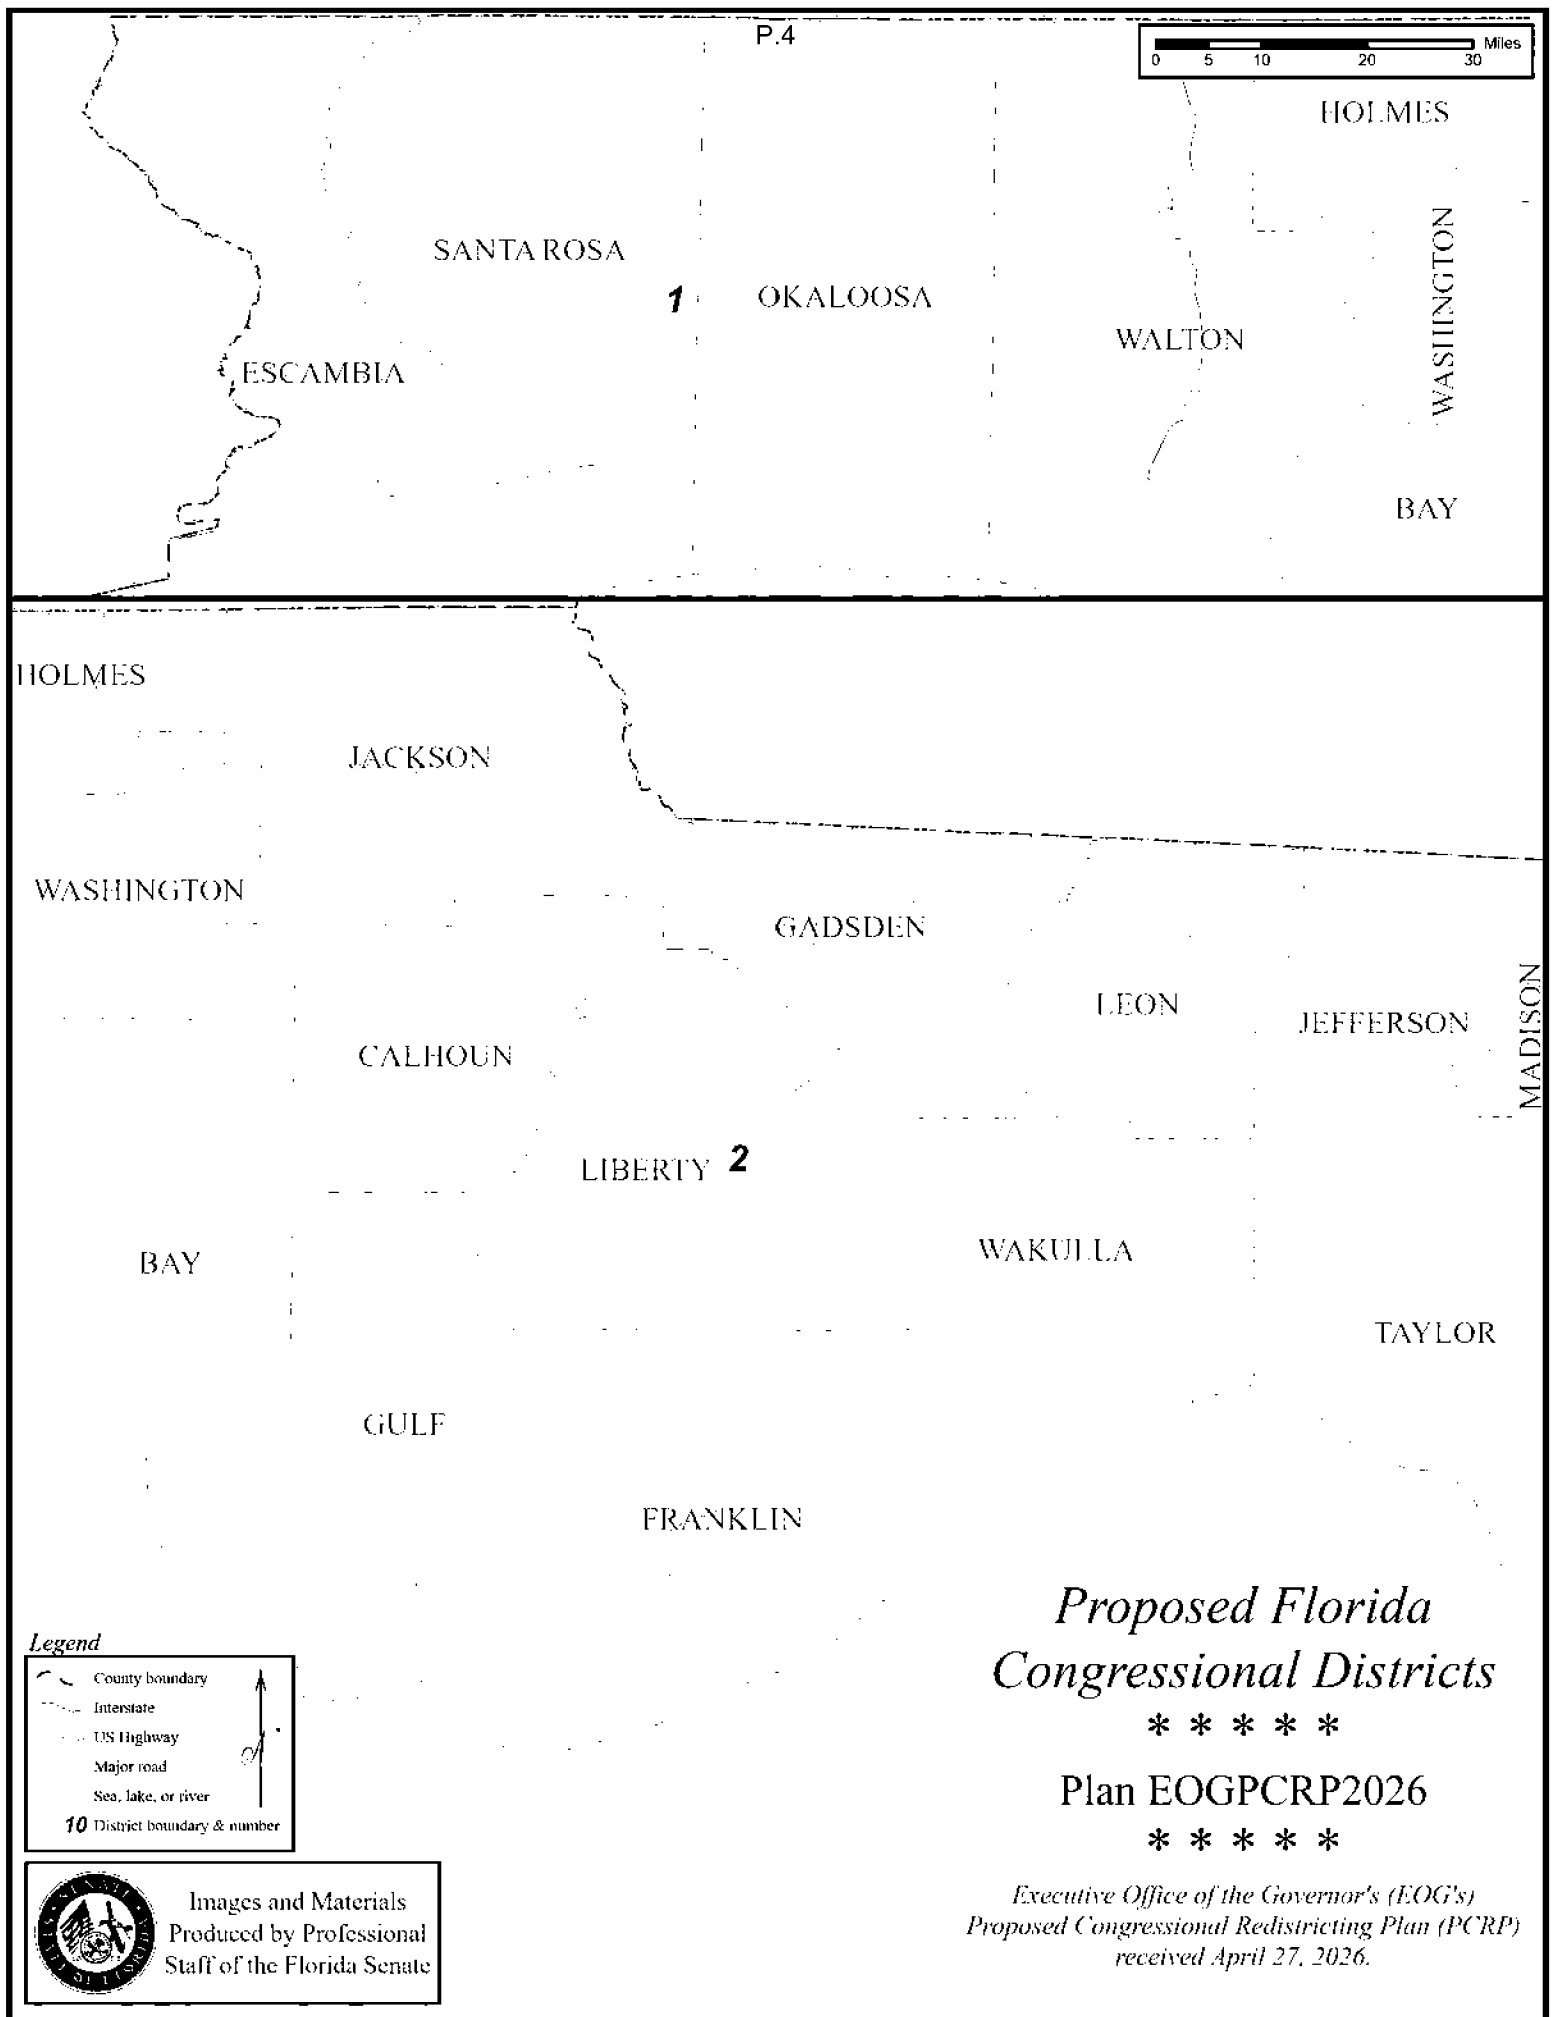 P.4
Miles
0 5 10 20 30
HOLMES
WASHINGTON
SANTA ROSA
1
OKALOOSA
WALTON
ESCAMBIA
BAY
HOLMES
JACKSON
WASHINGTON
GADSDEN
MADISON
LEON
JEFFERSON
CALHOUN
LIBERTY
2
WAKULLA
BAY
TAYLOR
GULF
FRANKLIN
Proposed Florida
Congressional Districts
* * * * *
Plan EOGPCRP2026
* * * * *
Executive Office of the Governor's (EOG's)
Proposed Congressional Redistricting Plan (PCRP)
received April 27, 2026.
Legend
County boundary
Interstate
US Highway
Major road
Sea, lake, or river
10 District boundary & number
Images and Materials
Produced by Professional
Staff of the Florida Senate